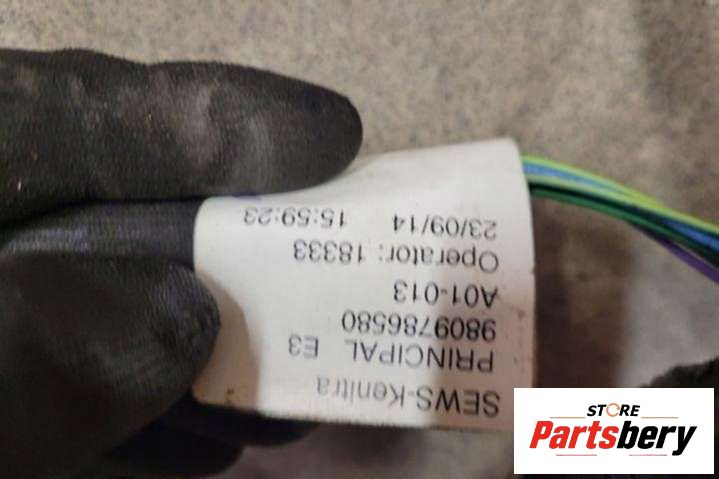 SEWS-Kenitra
PRINCIPAL E3
9809786580
A01-013
Operator: 18333
23/09/14 15:59:23
STORE
Partsbery